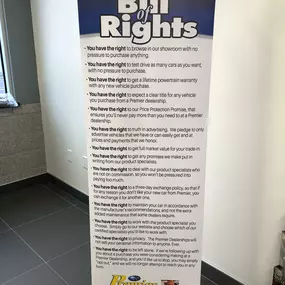 Bill
of
Rights
• You have the right to browse in our showroom with no
pressure to purchase anything.
• You have the right to test drive as many cars as you want,
with no pressure to purchase.
• You have the right to get a lifetime powertrain warranty
with any new vehicle purchase.
• You have the right to expect a clear title for any vehicle
you purchase from a Premier dealership.
• You have the right to our Price Protection Promise, that
ensures you'll never pay more than you need to at a Premier
dealership.
• You have the right to truth in advertising. We pledge to only
advertise vehicles that we have or can easily get and at
prices and payments that we honor.
• You have the right to get full market value for your trade in.
• You have the right to get any promises we make put in
writing from our product specialists.
• You have the right to deal with our product specialists who
are not on commission, so you won't be pressured into
paying too much.
• You have the right to a three-day exchange policy, so that if
for any reason you don't like your new car from Premier, you
can exchange it for another one.
• You have the right to maintain your car in accordance with
the manufacturer's recommendations, and not the extra
added maintenance that some dealers require.
• You have the right to work with the product specialist you
choose. Simply go to our website and choose which of our
certified specialists you'd like to work with.
• You have the right to privacy. The Premier Dealerships will
not sell your personal information to anyone. Ever.
• You have the right to be left alone. If we're following up with
you about a purchase you were considering making at a
Premier Dealership, and you'd like us to stop, you may simply
"opt out," and we will no longer attempt to reach you in any